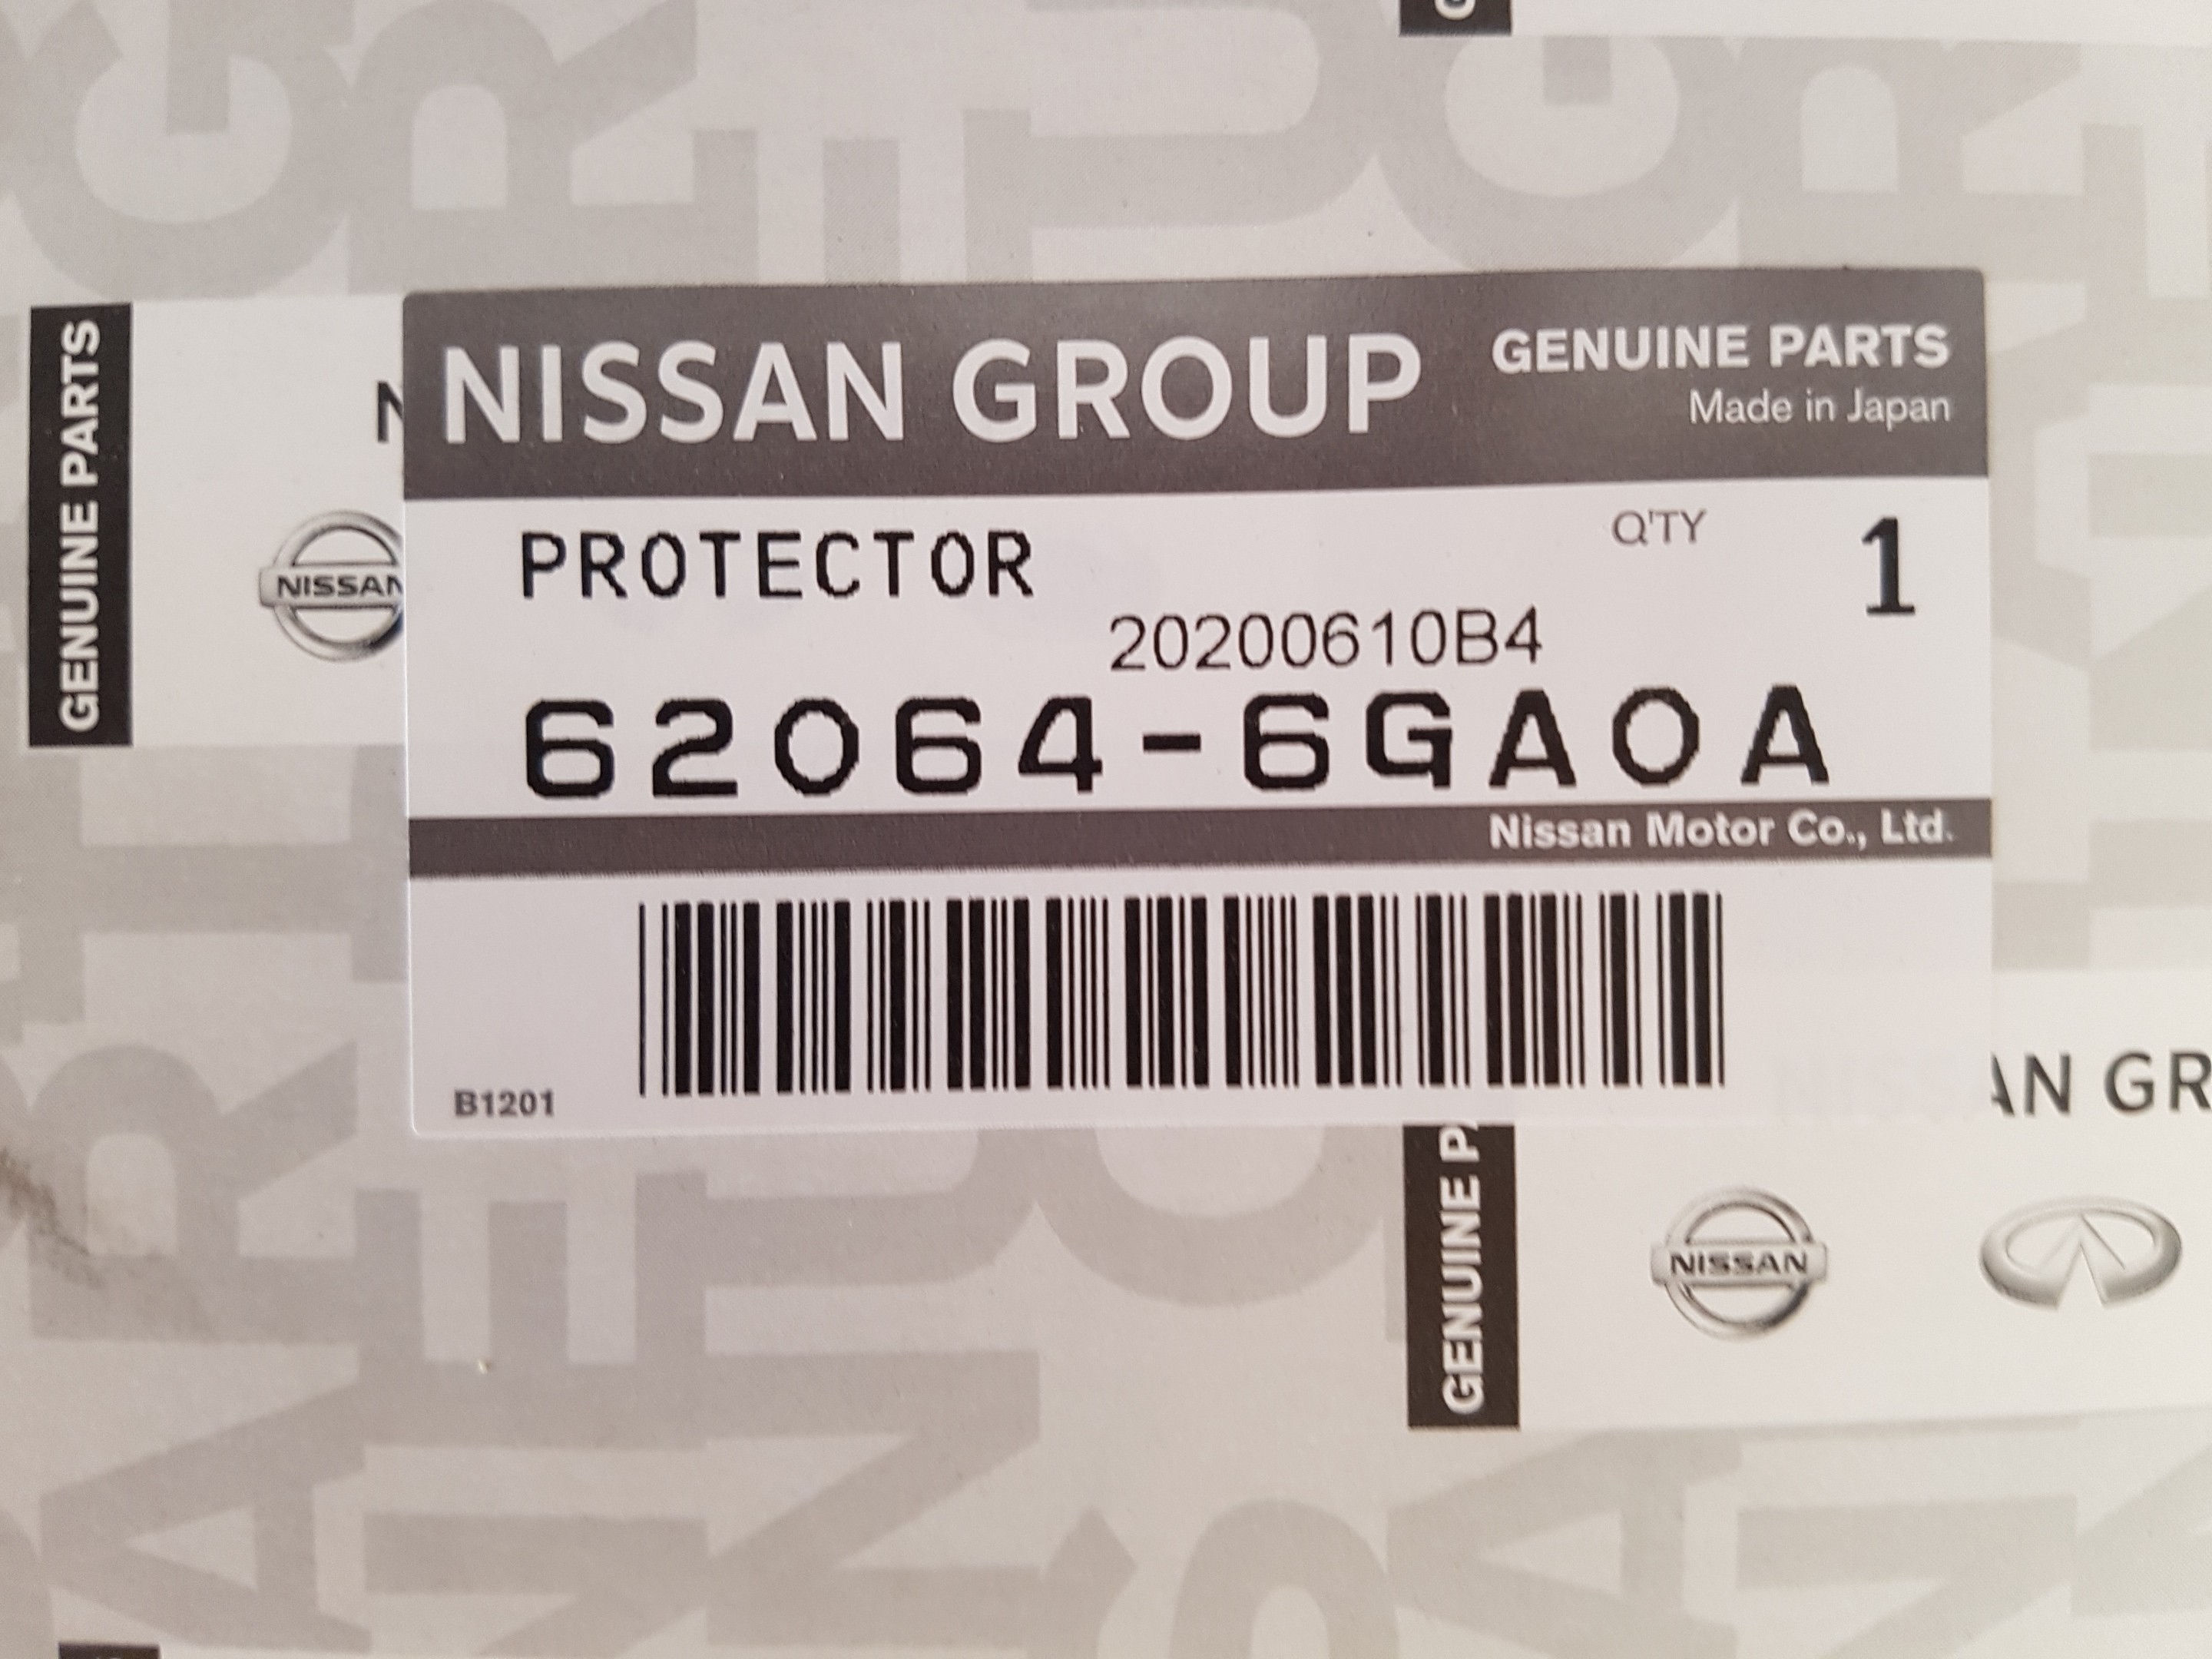 NISSAN GROUP
GENUINE PARTS
Made in Japan
PROTECTOR
Q'TY 1
20200610B4
62064-6GA0A
Nissan Motor Co., Ltd.
B1201
GENUINE PARTS
NISSAN
AN GR
GENUINE
NISSAN